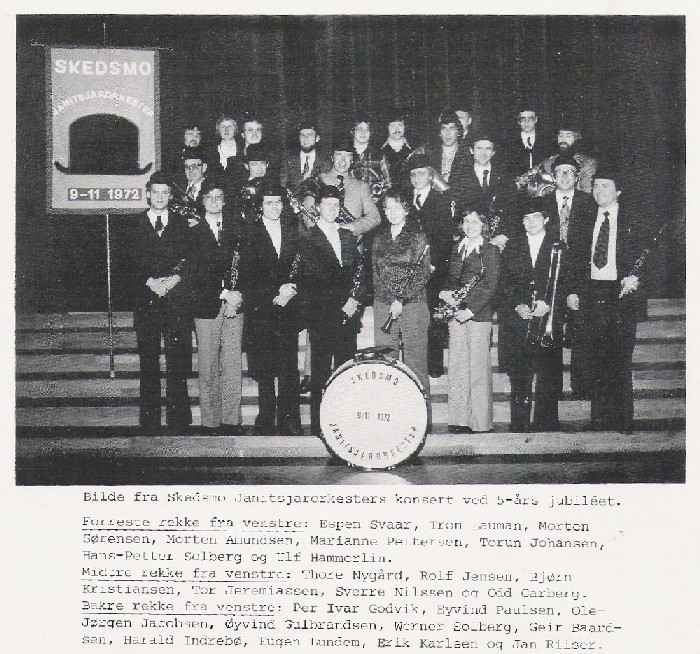 SKEDSMO
JANITSJARORKESTER
9-11 1972
SKEDSMO
9/11 1972
JANITSJARORKESTER
Bilde fra Skedsmo Janitsjarorkesters konsert ved 5-års jubiléet.
Forreste rekke fra venstre: Espen Svaar, Tron Lauman, Morten
Sørensen, Morten Amundsen, Marianne Pettersen, Torun Johansen,
Hans-Petter Solberg og Ulf Hammerlin.
Midtre rekke fra venstre: Thore Nygård, Rolf Jensen, Bjørn
Kristiansen, Tor Jeremiassen, Sverre Nilssen og Odd Carberg.
Bakre rekke fra venstre: Per Ivar Godvik, Eyvind Paulsen, Ole-
Jørgen Jacobsen, Øyvind Gulbrandsen, Werner Solberg, Geir Baard-
sen, Harald Indrebø, Eugen Lundem, Erik Karlsen og Jan